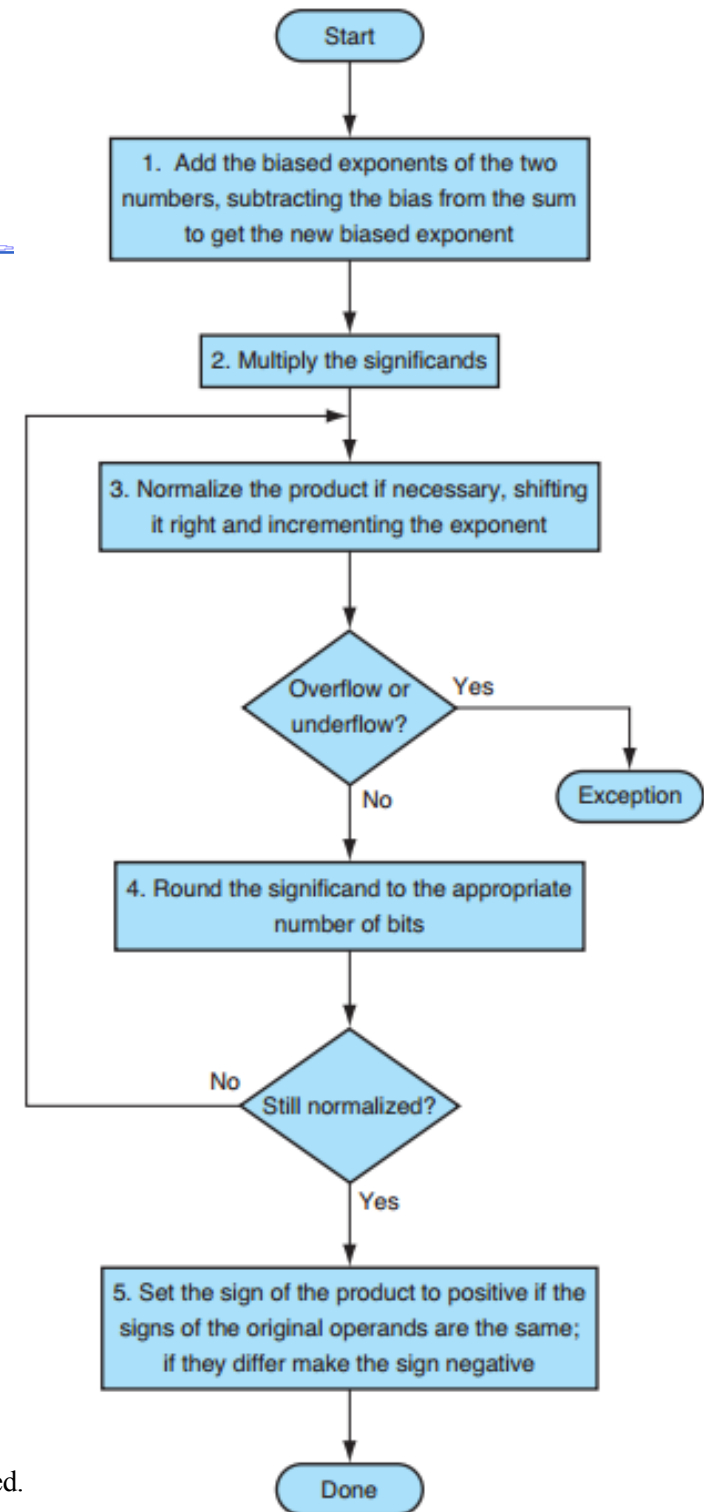 Start
1. Add the biased exponents of the two
numbers, subtracting the bias from the sum
to get the new biased exponent
2. Multiply the significands
3. Normalize the product if necessary, shifting
it right and incrementing the exponent
Overflow or
underflow?
Yes
Exception
No
4. Round the significand to the appropriate
number of bits
No
Still normalized?
Yes
5. Set the sign of the product to positive if the
signs of the original operands are the same;
if they differ make the sign negative
ed.
Done